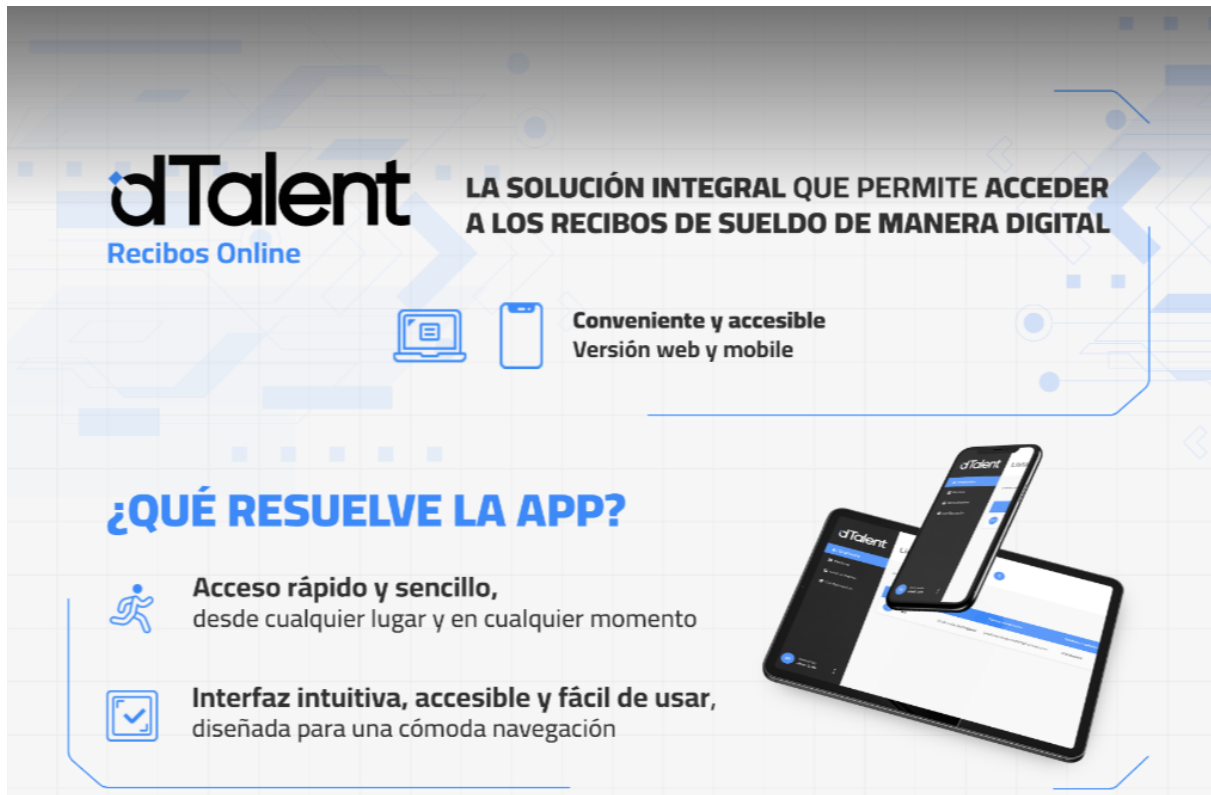 dTalent
Recibos Online
LA SOLUCIÓN INTEGRAL QUE PERMITE ACCEDER
A LOS RECIBOS DE SUELDO DE MANERA DIGITAL
Conveniente y accesible
Versión web y mobile
¿QUÉ RESUELVE LA APP?
Acceso rápido y sencillo,
desde cualquier lugar y en cualquier momento
Interfaz intuitiva, accesible y fácil de usar,
diseñada para una cómoda navegación
dTalent
dTalent